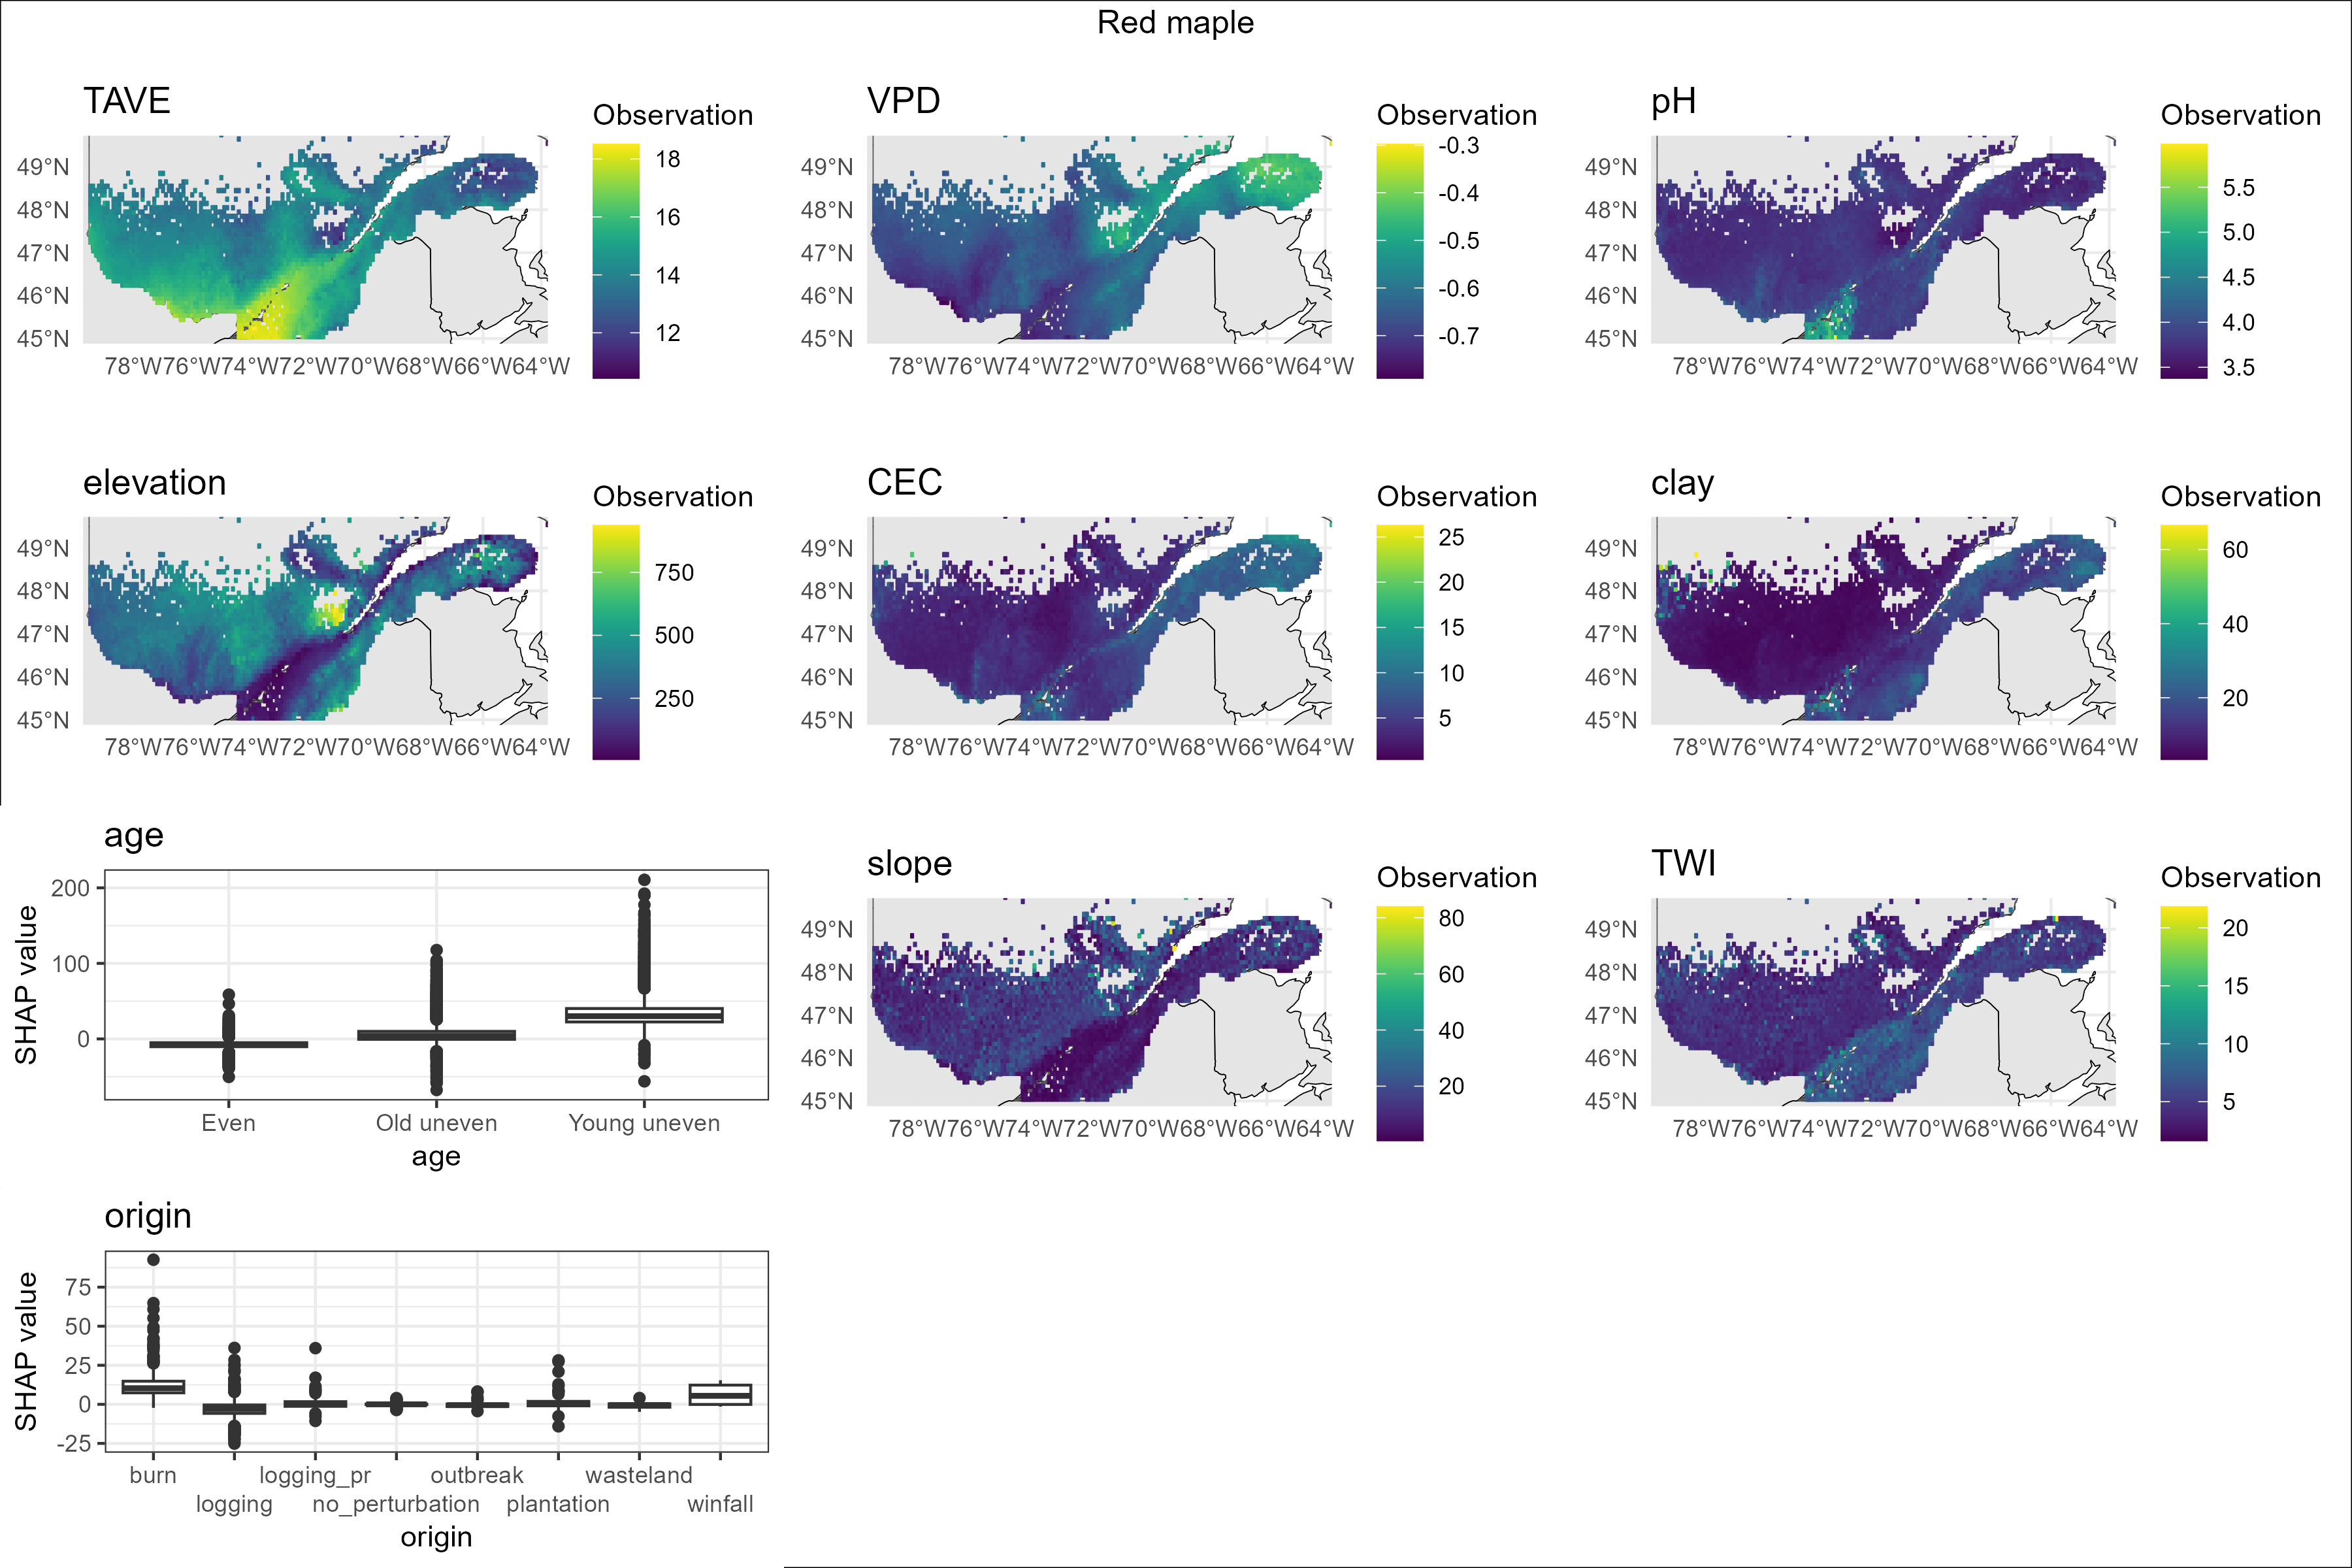 Red maple
TAVE
Observation
49°N
48°N
47°N
46°N
45°N
78°W76°W74°W72°W70°W68°W66°W64°W
18
16
14
12
VPD
Observation
49°N
48°N
47°N
46°N
45°N
78°W76°W74°W72°W70°W68°W66°W64°W
-0.3
-0.4
-0.5
-0.6
-0.7
pH
Observation
49°N
48°N
47°N
46°N
45°N
78°W76°W74°W72°W70°W68°W66°W64°W
5.5
5.0
4.5
4.0
3.5
elevation
Observation
49°N
48°N
47°N
46°N
45°N
78°W76°W74°W72°W70°W68°W66°W64°W
750
500
250
CEC
Observation
49°N
48°N
47°N
46°N
45°N
78°W76°W74°W72°W70°W68°W66°W64°W
25
20
15
10
5
clay
Observation
49°N
48°N
47°N
46°N
45°N
78°W76°W74°W72°W70°W68°W66°W64°W
60
40
20
age
SHAP value
200
100
0
Even Old uneven Young uneven
age
slope
Observation
49°N
48°N
47°N
46°N
45°N
78°W76°W74°W72°W70°W68°W66°W64°W
80
60
40
20
TWI
Observation
49°N
48°N
47°N
46°N
45°N
78°W76°W74°W72°W70°W68°W66°W64°W
20
15
10
5
origin
SHAP value
75
50
25
0
-25
burn logging_pr outbreak wasteland
logging no_perturbation plantation winfall
origin